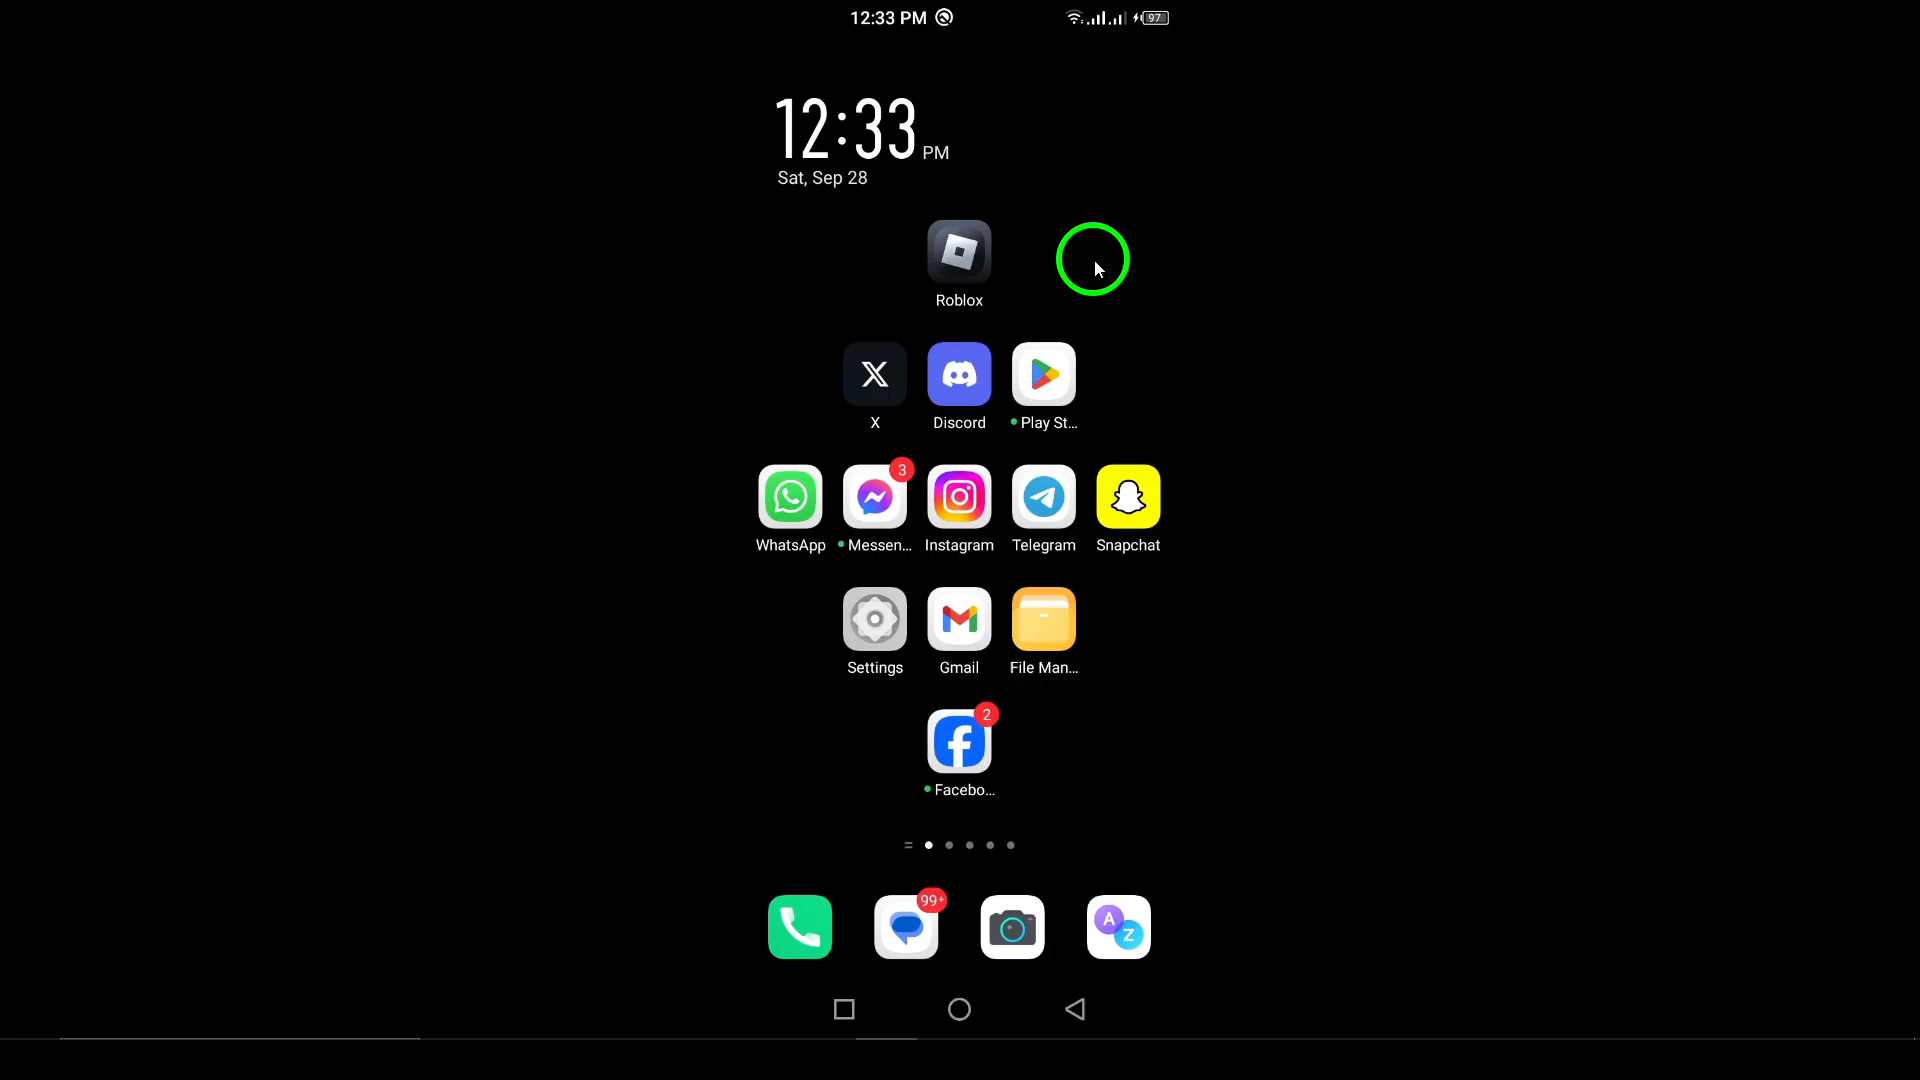 12:33 PM
97
12:33 PM
Sat, Sep 28
Roblox
X
Discord
Play St...
3
WhatsApp
Messen...
Instagram
Telegram
Snapchat
Settings
Gmail
File Man...
2
Facebo...
99+
A Z